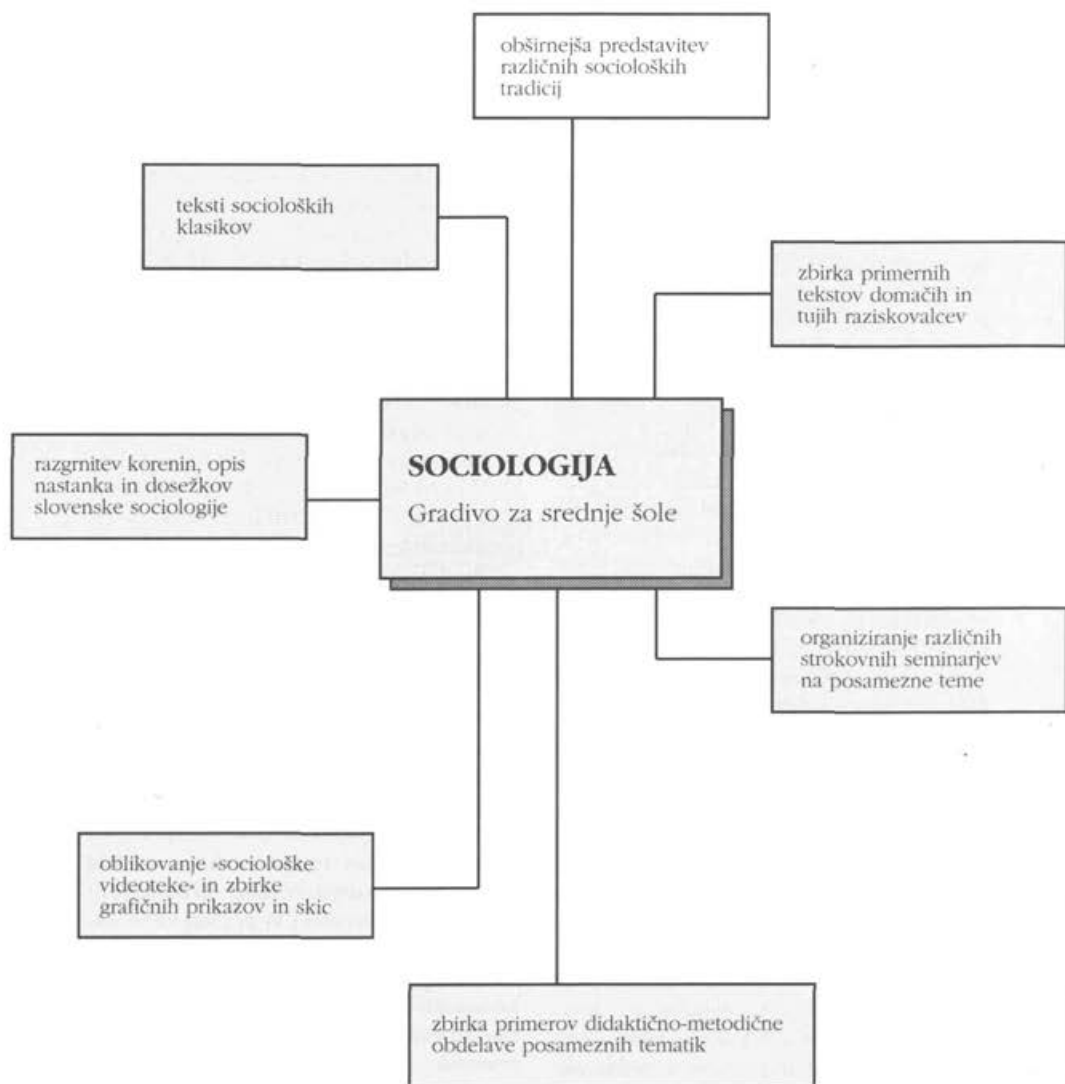 obširnejša predstavitev
različnih socioloških
tradicij
teksti socioloških
klasikov
zbirka primernih
tekstov domačih in
tujih raziskovalcev
razgrnitev korenin, opis
nastanka in dosežkov
slovenske sociologije
SOCIOLOGIJA
Gradivo za srednje šole
organiziranje različnih
strokovnih seminarjev
na posamezne teme
oblikovanje »sociološke
videoteke« in zbirke
grafičnih prikazov in skic
zbirka primerov didaktično-metodične
obdelave posameznih tematik